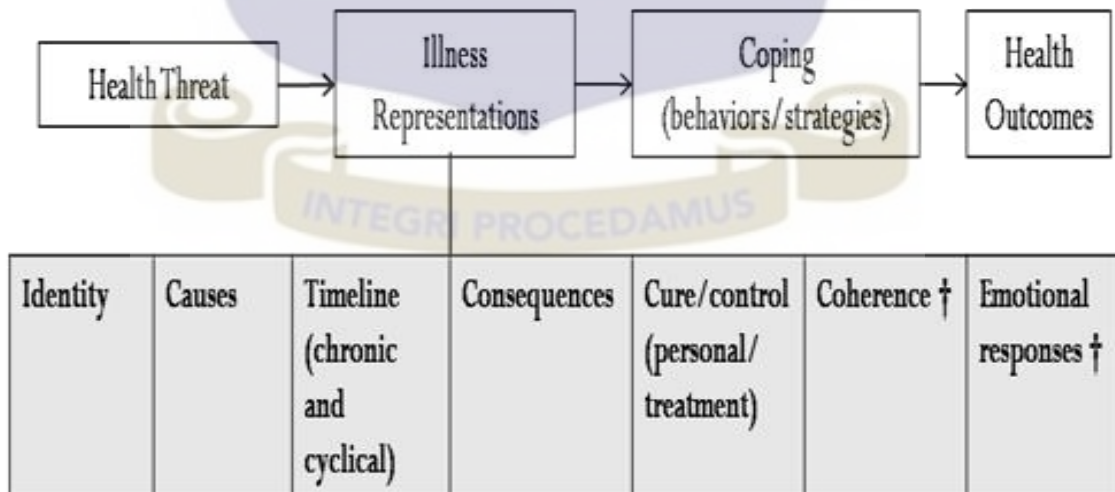 Health Threat
Illness
Representations
Coping
(behaviors/strategies)
Health
Outcomes
INTEGRI PROCEDAMUS
Identity
Causes
Timeline
(chronic
and
cyclical)
Consequences
Cure/control
(personal/
treatment)
Coherence †
Emotional
responses †